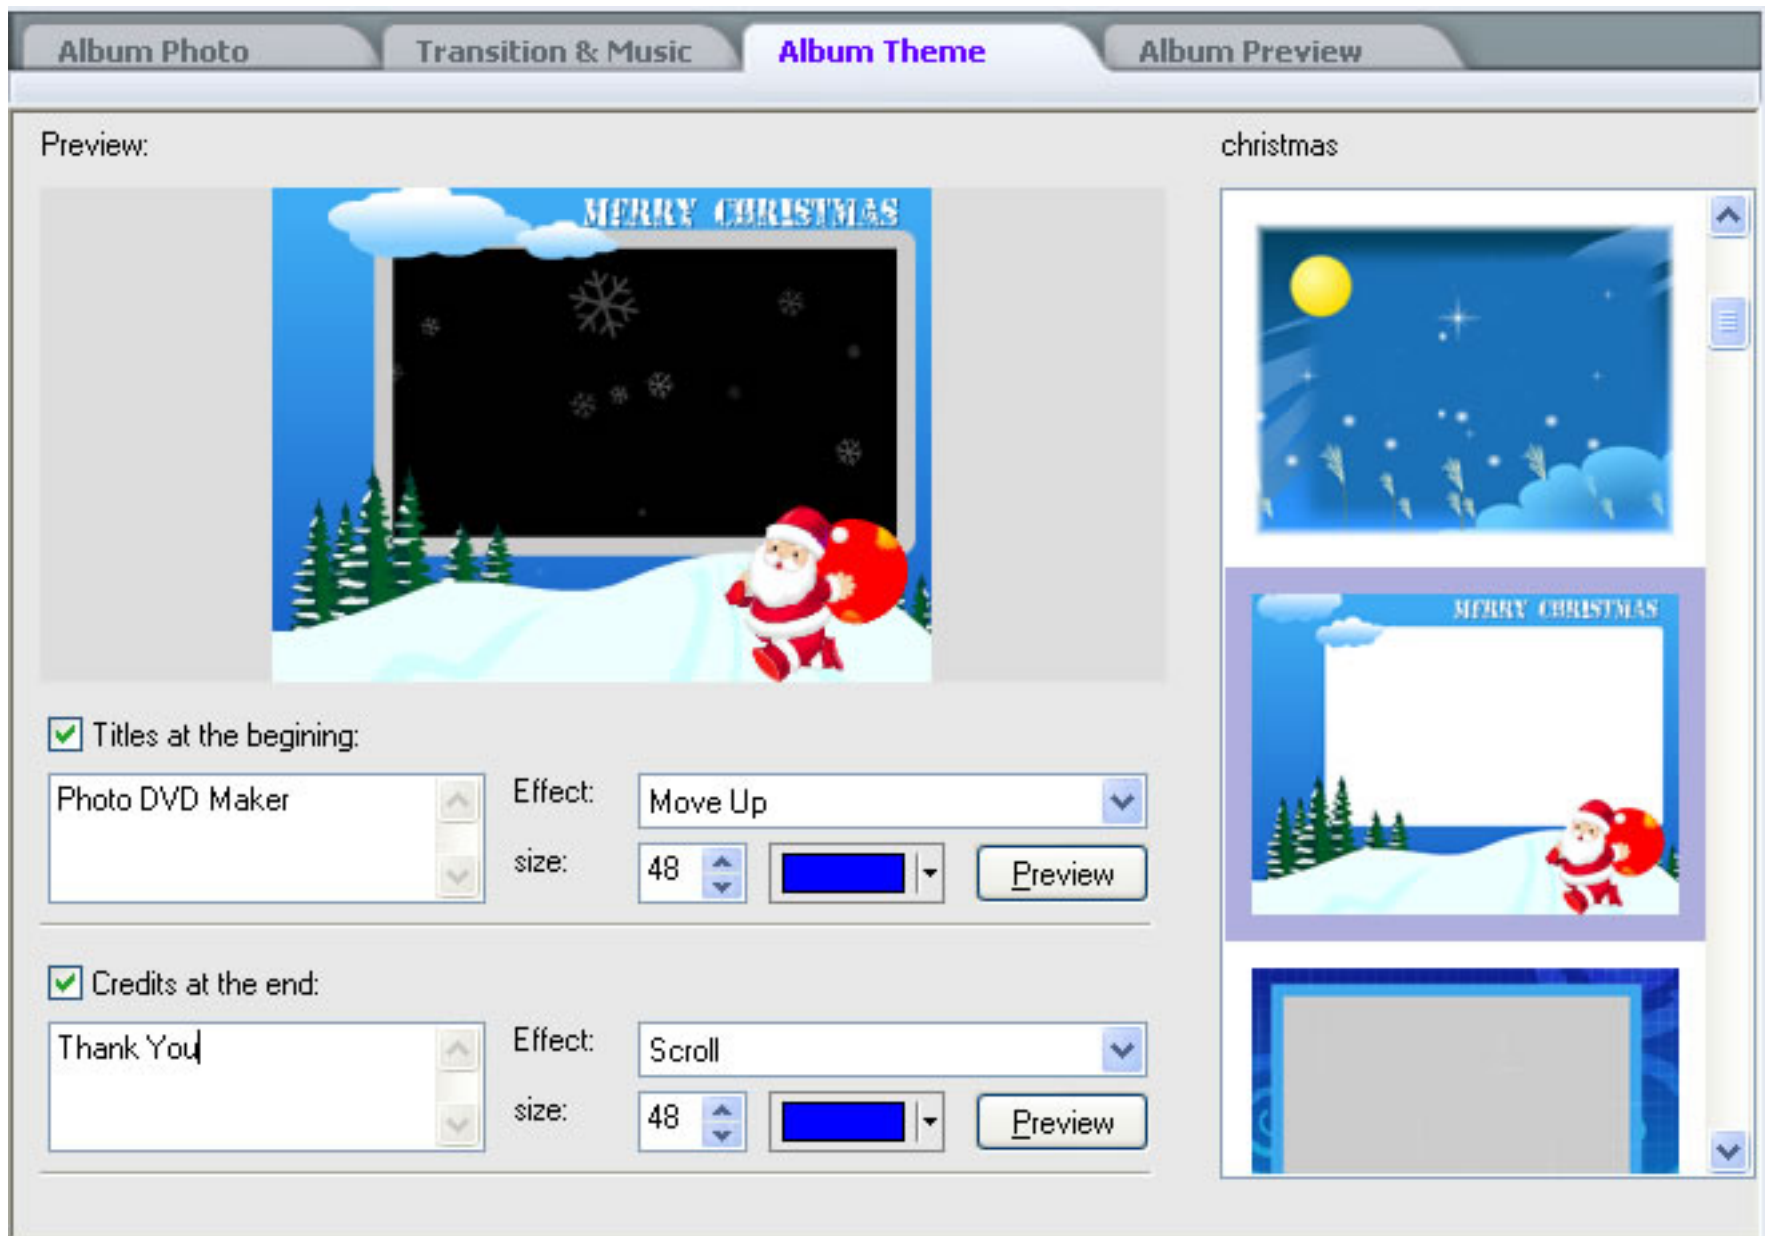 Album Photo
Transition & Music
Album Theme
Album Preview
Preview:
christmas
MERRY CHRISTMAS
MERRY CHRISTMAS
Titles at the begining:
Photo DVD Maker
Effect:
Move Up
size:
48
Preview
Credits at the end:
Thank You
Effect:
Scroll
size:
48
Preview